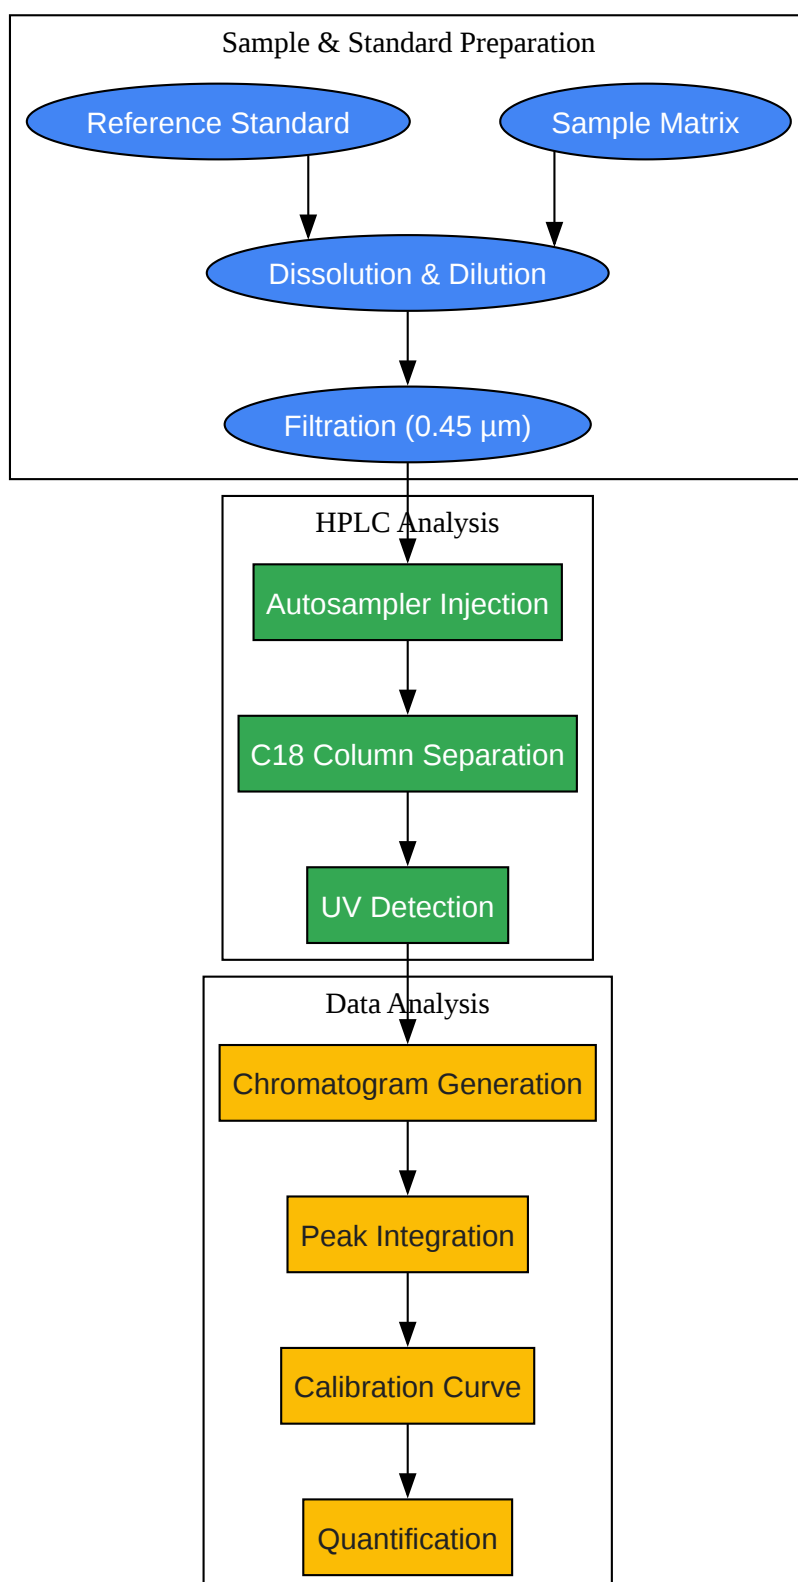 Sample & Standard Preparation
Reference Standard
Sample Matrix
Dissolution & Dilution
Filtration (0.45 µm)
HPLC Analysis
Autosampler Injection
C18 Column Separation
UV Detection
Data Analysis
Chromatogram Generation
Peak Integration
Calibration Curve
Quantification